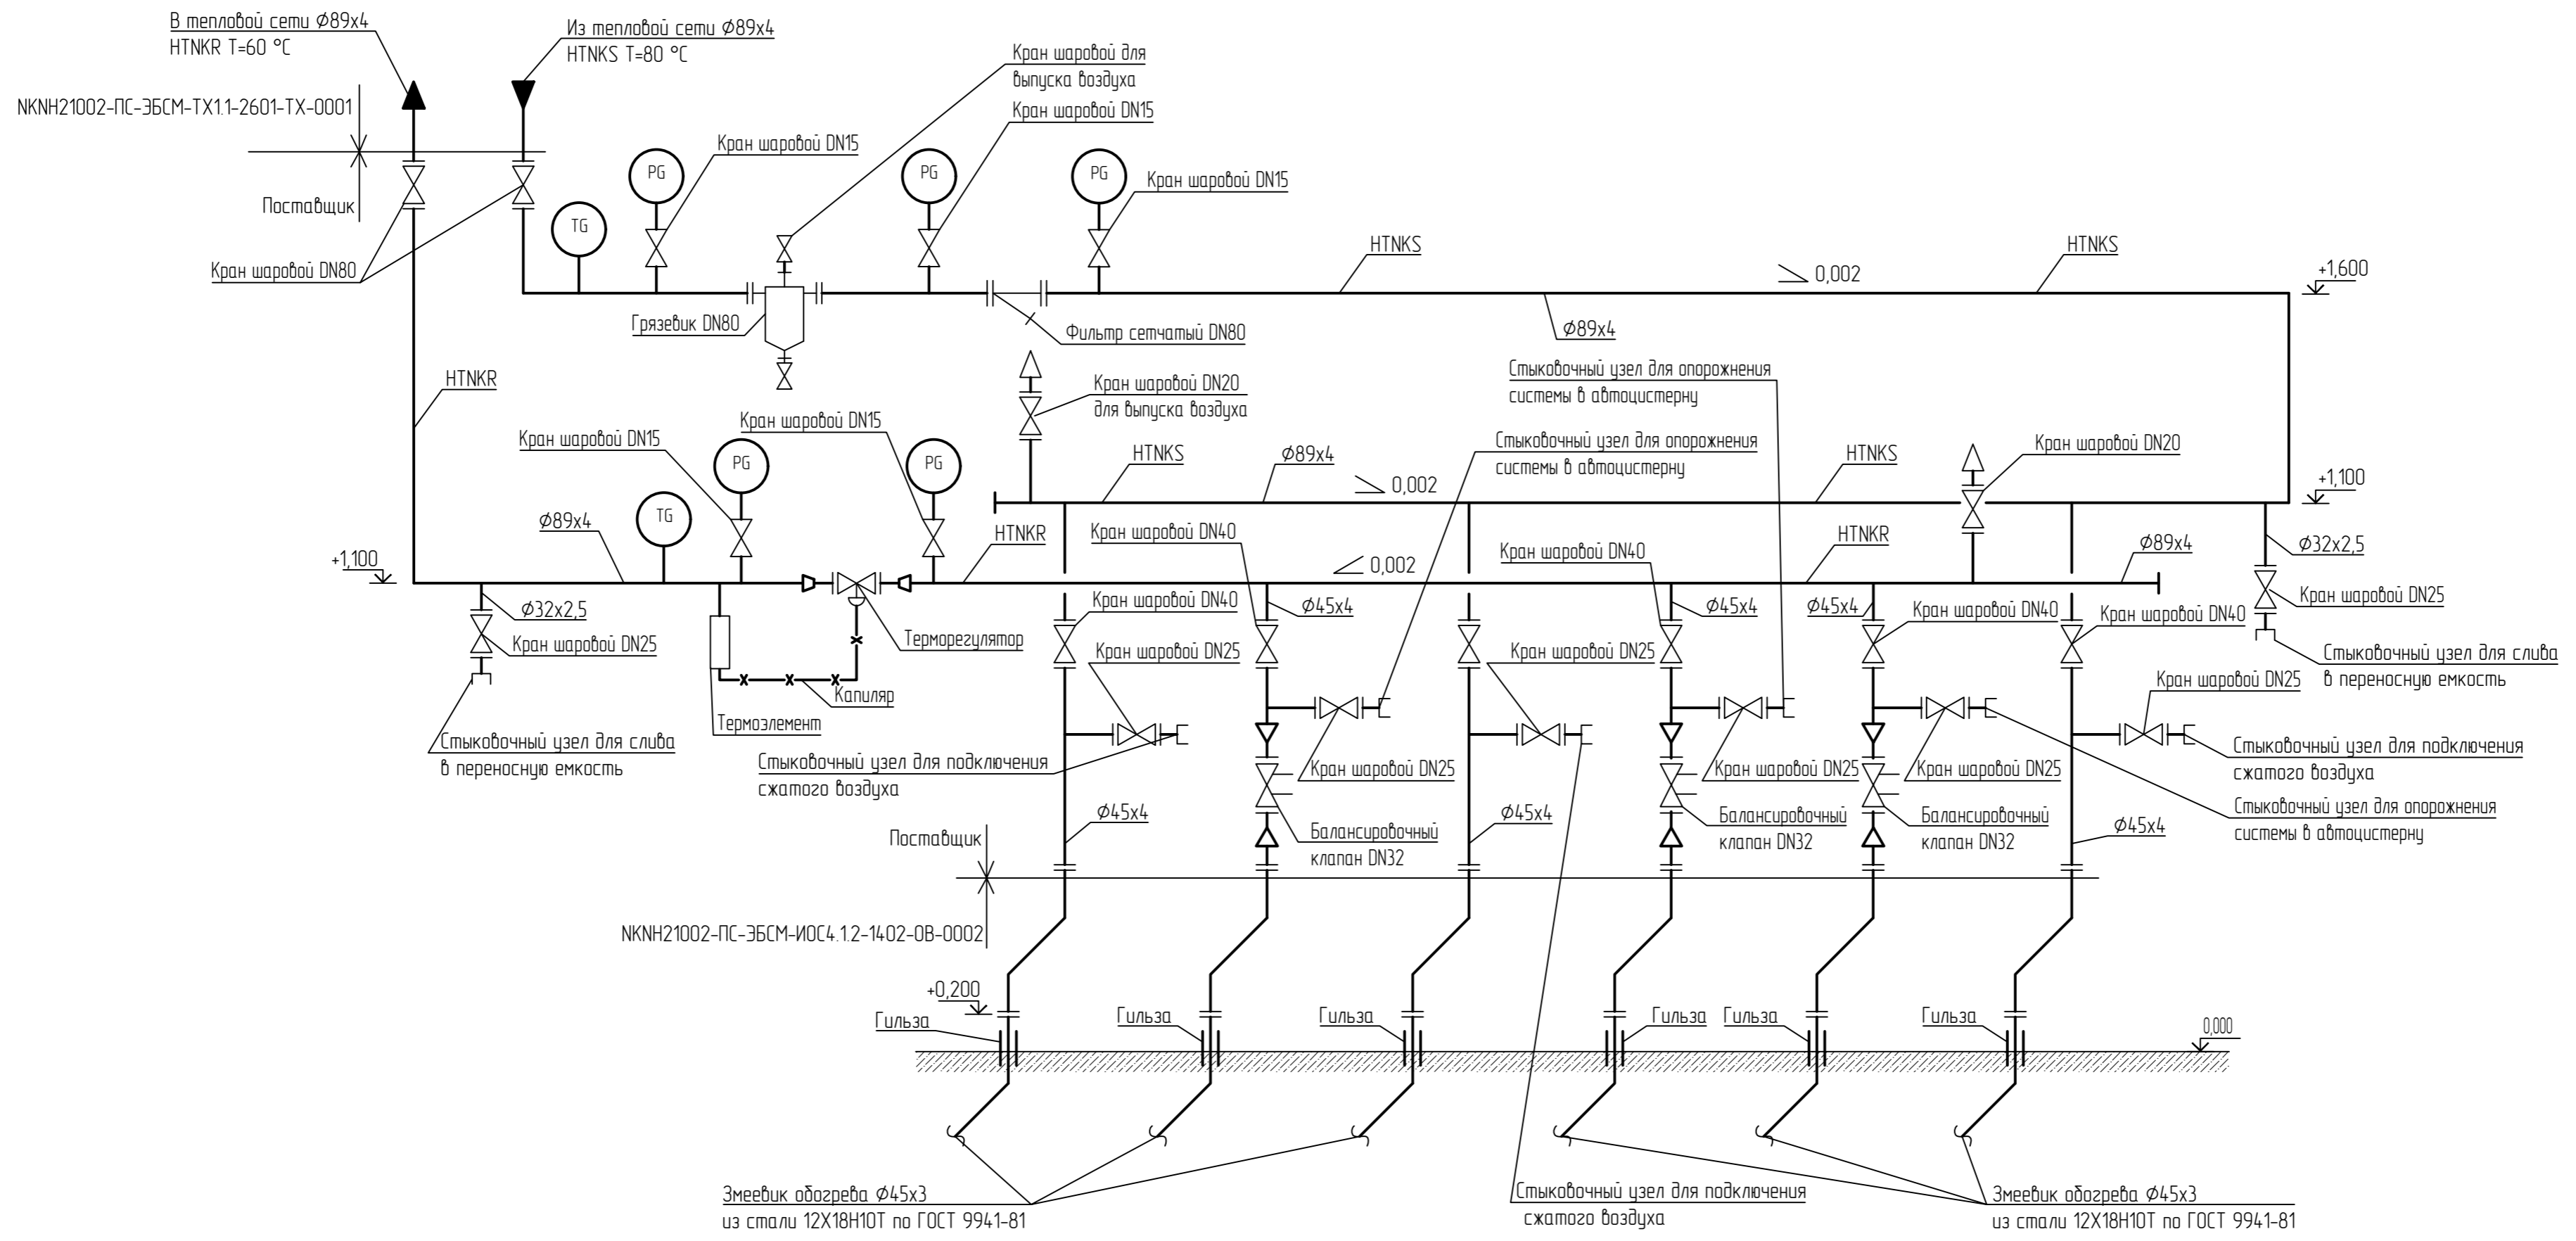 В тепловой сети Ø89х4
HTNKR T=60 °C
Из тепловой сети Ø89х4
HTNKS T=80 °C
Кран шаровой для
выпуска воздуха
NKNH21002-ПС-ЭБСМ-ТХ1.1-2601-ТХ-0001
Кран шаровой DN15
Кран шаровой DN15
PG
PG
PG
Кран шаровой DN15
Поставщик
TG
Кран шаровой DN80
HTNKS
HTNKS
0,002
+1,600
Грязевик DN80
Фильтр сетчатый DN80
Ø89х4
HTNKR
Кран шаровой DN20
для выпуска воздуха
Стыковочный узел для опорожнения
системы в автоцистерну
Кран шаровой DN15
Кран шаровой DN15
Стыковочный узел для опорожнения
системы в автоцистерну
Кран шаровой DN20
PG
PG
HTNKS
Ø89х4
HTNKS
0,002
+1,100
TG
Ø89х4
HTNKR
Кран шаровой DN40
Кран шаровой DN40
HTNKR
Ø89х4
Ø32х2,5
+1,100
0,002
Ø32х2,5
Кран шаровой DN25
Терморегулятор
Кран шаровой DN40
Ø45х4
Ø45х4
Ø45х4
Кран шаровой DN40
Кран шаровой DN40
Кран шаровой DN25
Кран шаровой DN25
Кран шаровой DN25
Стыковочный узел для слива
в переносную емкость
Кран шаровой DN25
Капиляр
Термоэлемент
Стыковочный узел для слива
в переносную емкость
Стыковочный узел для подключения
сжатого воздуха
Кран шаровой DN25
Кран шаровой DN25
Кран шаровой DN25
Стыковочный узел для подключения
сжатого воздуха
Ø45х4
Ø45х4
Стыковочный узел для опорожнения
системы в автоцистерну
Ø45х4
Поставщик
Балансировочный
клапан DN32
Балансировочный
клапан DN32
Балансировочный
клапан DN32
NKNH21002-ПС-ЭБСМ-ИОС4.1.2-1402-ОВ-0002
+0,200
Гильза
Гильза
Гильза
Гильза
Гильза
Гильза
0,000
Змеевик обогрева Ø45х3
из стали 12Х18Н10Т по ГОСТ 9941-81
Стыковочный узел для подключения
сжатого воздуха
Змеевик обогрева Ø45х3
из стали 12Х18Н10Т по ГОСТ 9941-81